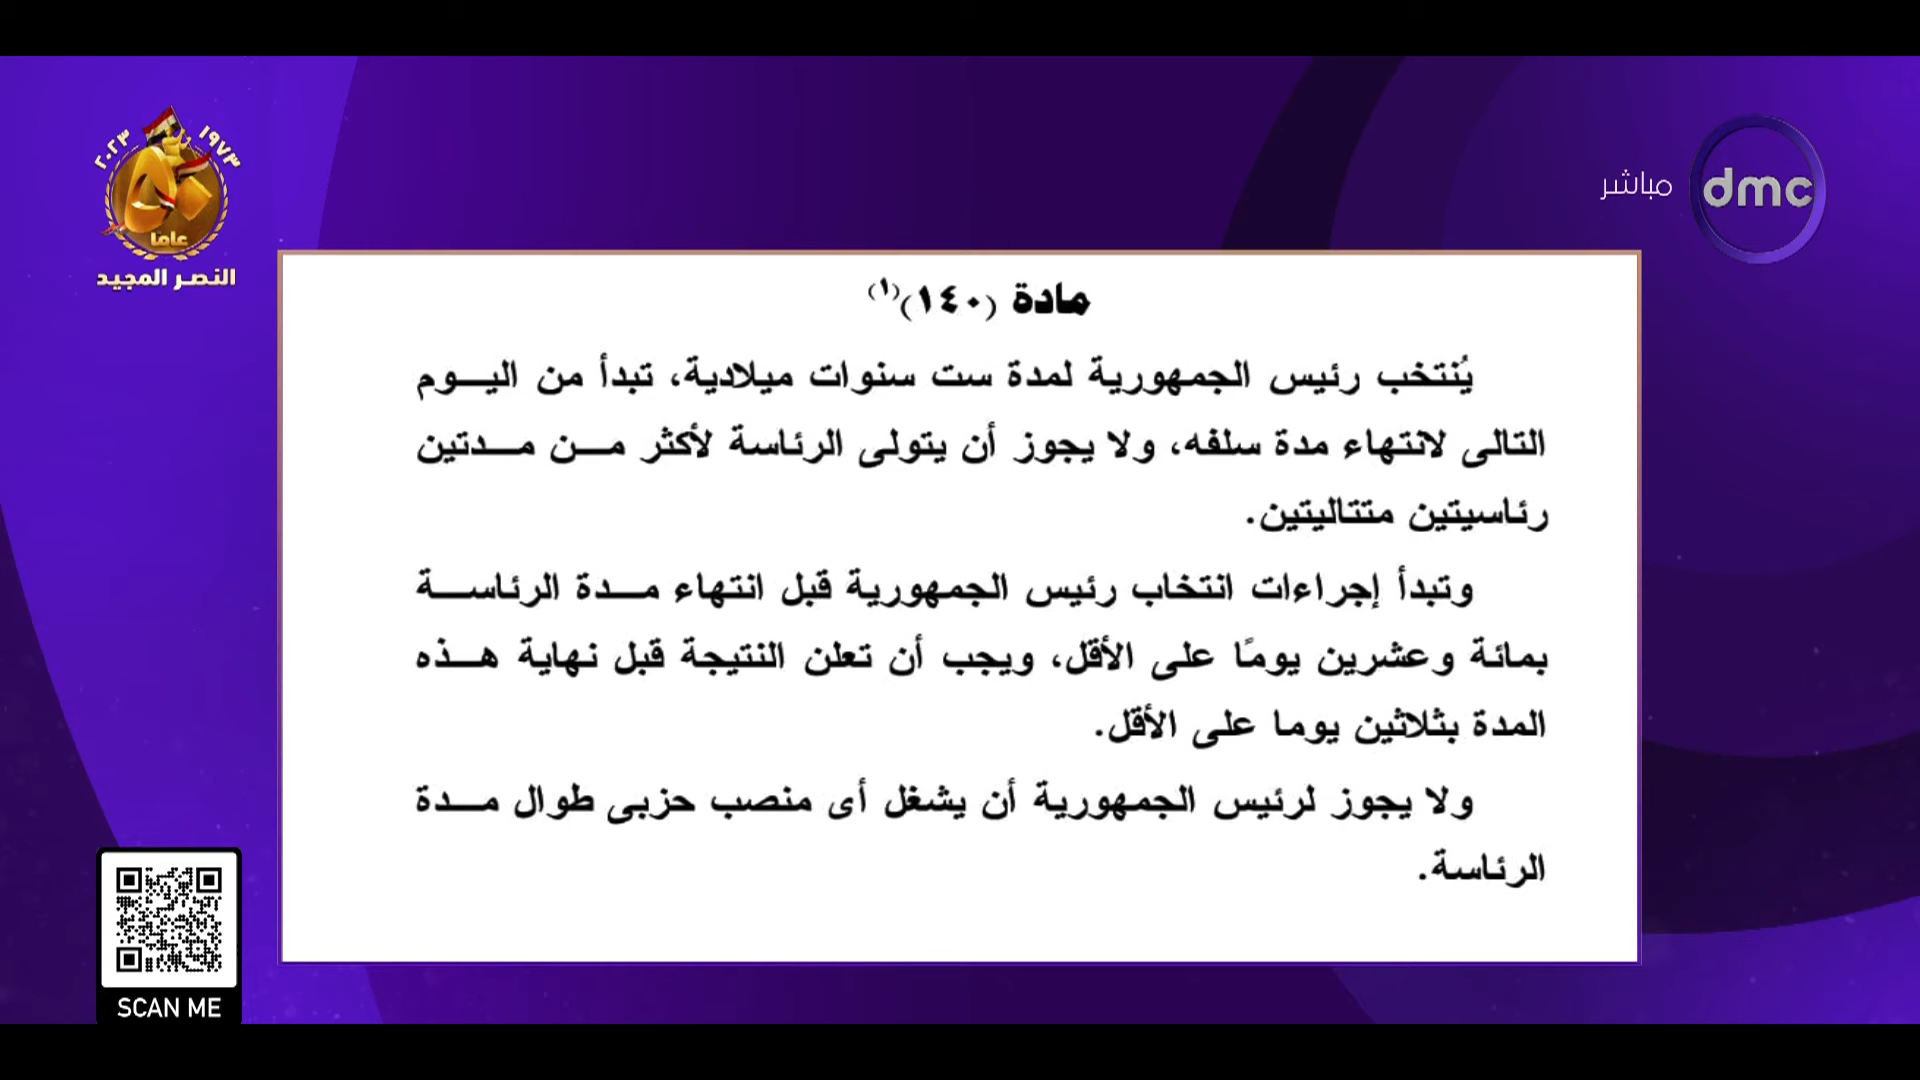 ١٩٧٣
٢٠٢٣
٥٠
عامًا
النصر المجيد
مباشر
dmc
مادة (١٤٠)(١)
يُنتخب رئيس الجمهورية لمدة ست سنوات ميلادية، تبدأ من اليـــوم
التالى لانتهاء مدة سلفه، ولا يجوز أن يتولى الرئاسة لأكثر مـــن مـــدتين
رئاسيتين متتاليتين.
وتبدأ إجراءات انتخاب رئيس الجمهورية قبل انتهاء مـــدة الرئاســـة
بمائة وعشرين يومًا على الأقل، ويجب أن تعلن النتيجة قبل نهاية هـــذه
المدة بثلاثين يوما على الأقل.
ولا يجوز لرئيس الجمهورية أن يشغل أى منصب حزبى طوال مـــدة
الرئاسة.
SCAN ME